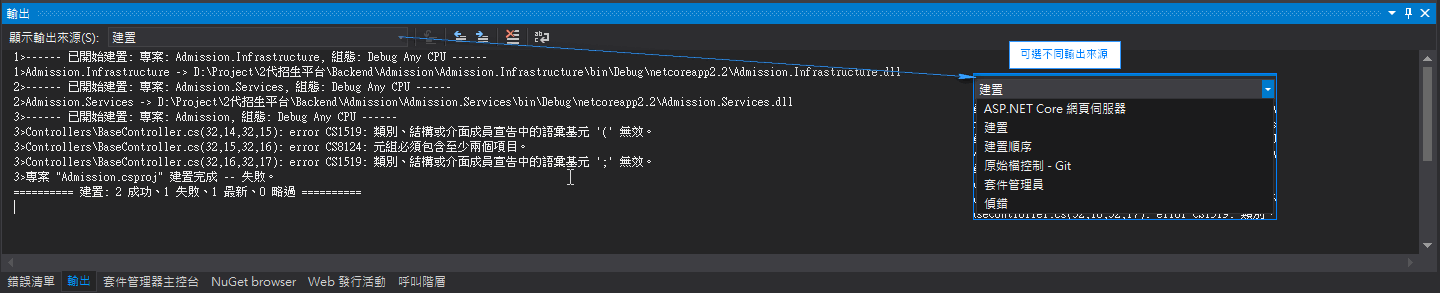 輸出
顯示輸出來源(S): 建置
1>------ 已開始建置: 專案: Admission.Infrastructure, 組態: Debug Any CPU ------
1>Admission.Infrastructure -> D:\Project\2代招生平台\Backend\Admission\Admission.Infrastructure\bin\Debug\netcoreapp2.2\Admission.Infrastructure.dll
2>------ 已開始建置: 專案: Admission.Services, 組態: Debug Any CPU ------
2>Admission.Services -> D:\Project\2代招生平台\Backend\Admission\Admission.Services\bin\Debug\netcoreapp2.2\Admission.Services.dll
3>------ 已開始建置: 專案: Admission, 組態: Debug Any CPU ------
3>Controllers\BaseController.cs(32,14,32,15): error CS1519: 類別、結構或介面成員宣告中的語彙基元 '(' 無效。
3>Controllers\BaseController.cs(32,15,32,16): error CS8124: 元組必須包含至少兩個項目。
3>Controllers\BaseController.cs(32,16,32,17): error CS1519: 類別、結構或介面成員宣告中的語彙基元 ';' 無效。
3>專案 "Admission.csproj" 建置完成 -- 失敗。
========== 建置: 2 成功、1 失敗、1 最新、0 略過 ==========
可選不同輸出來源
建置
ASP.NET Core 網頁伺服器
建置
建置順序
原始檔控制 - Git
套件管理員
偵錯
seController.cs(32,16,32,17): error CS1519: 類別
錯誤清單 輸出 套件管理器主控台 NuGet browser Web 發行活動 呼叫階層